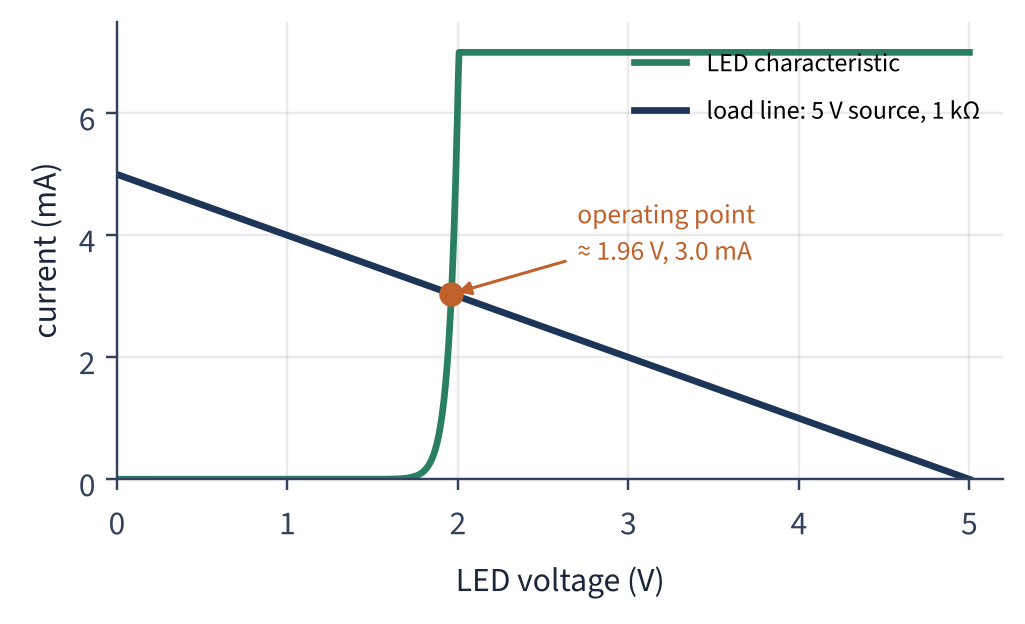 LED characteristic
load line: 5 V source, 1 kΩ
operating point
≈ 1.96 V, 3.0 mA
current (mA)
6
4
2
0
0 1 2 3 4 5
LED voltage (V)